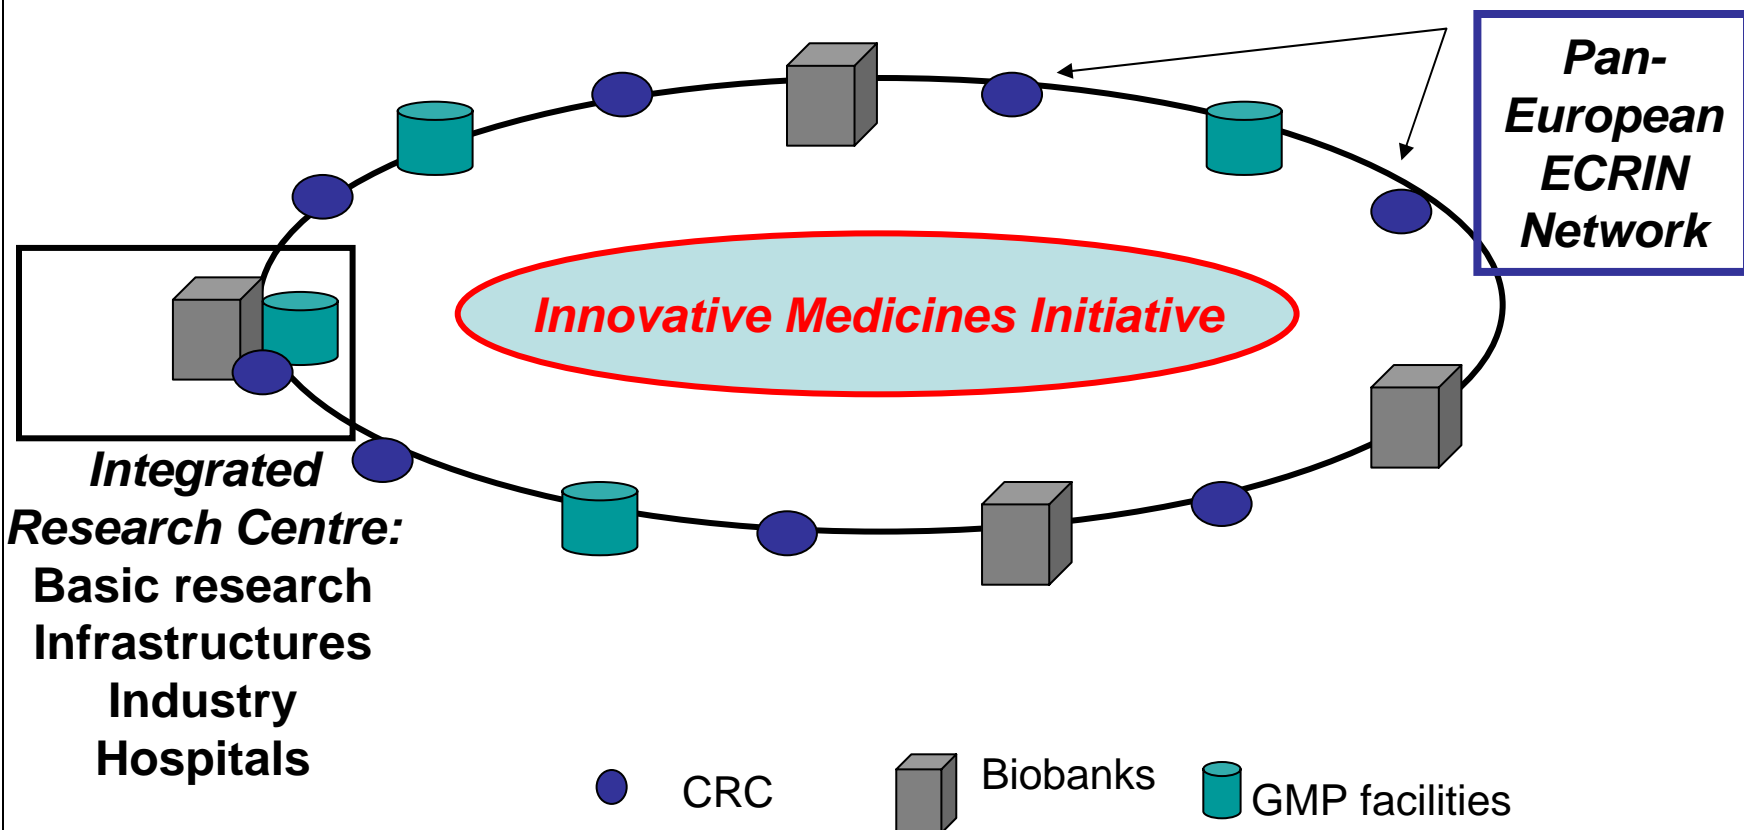 Pan-
European
ECRIN
Network
Innovative Medicines Initiative
Integrated
Research Centre:
Basic research
Infrastructures
Industry
Hospitals
CRC
Biobanks
GMP facilities